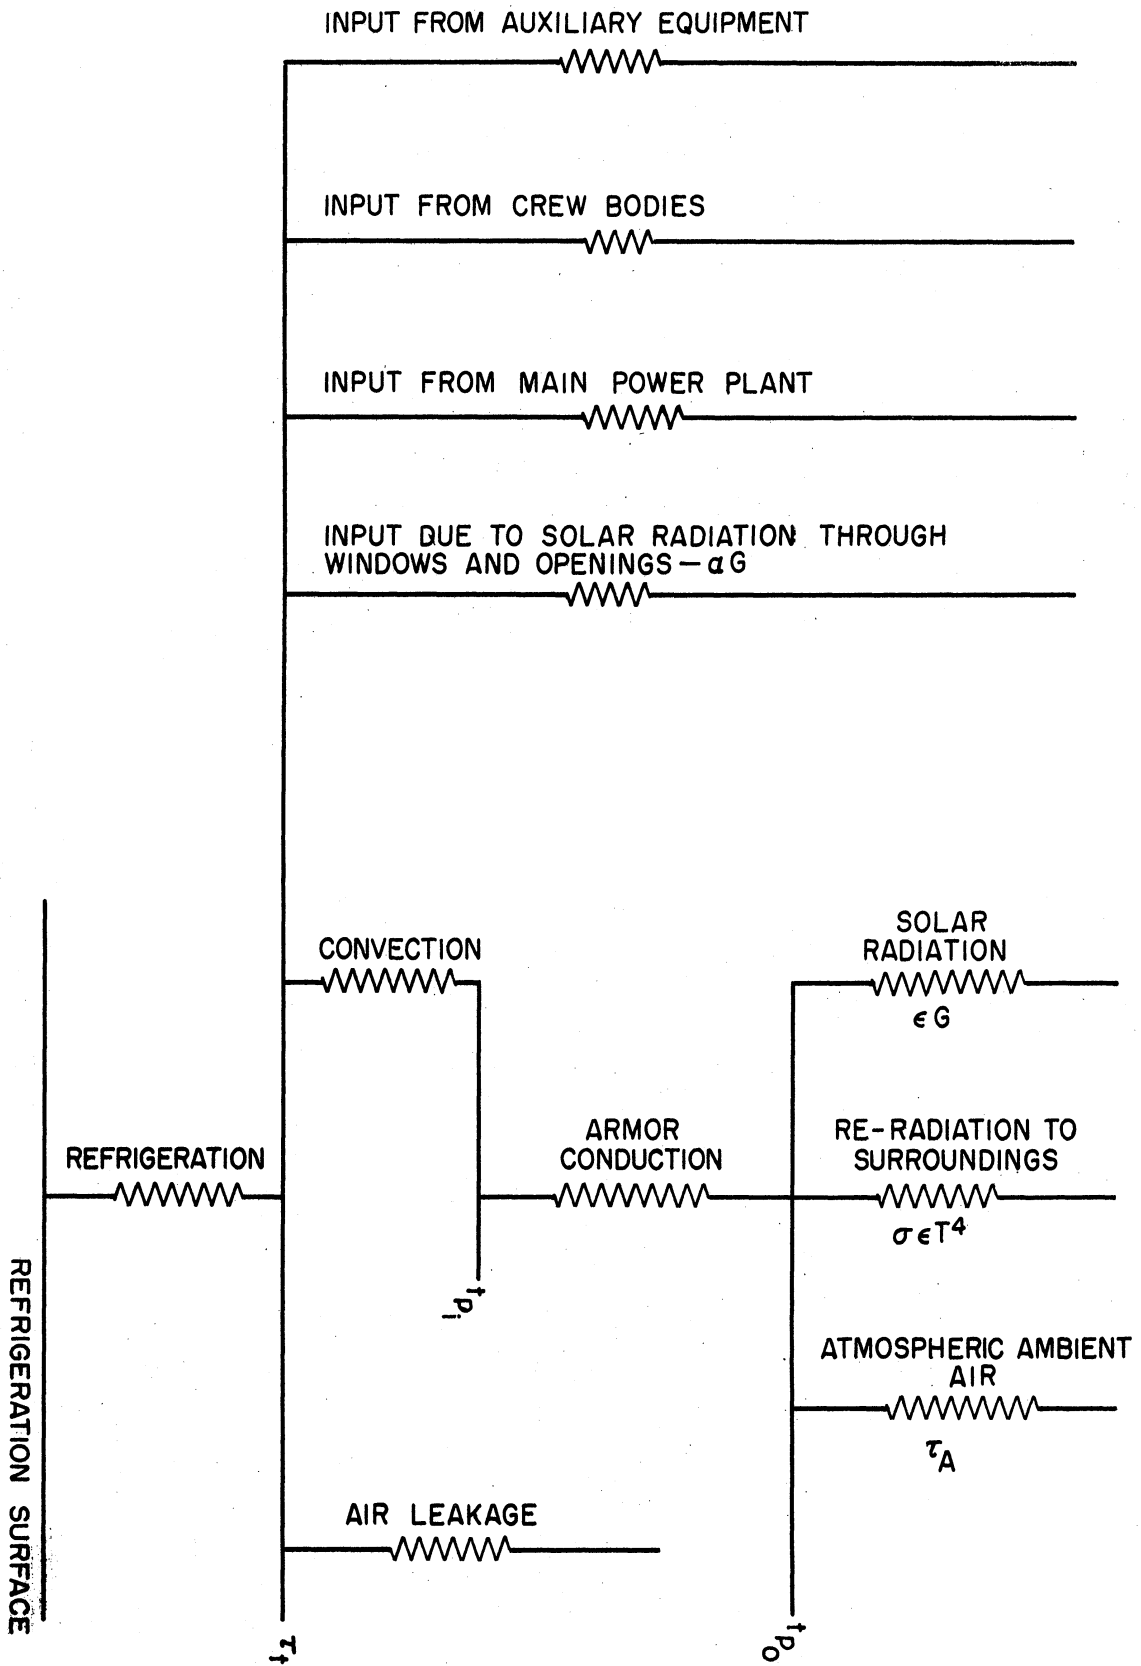 INPUT FROM AUXILIARY EQUIPMENT
INPUT FROM CREW BODIES
INPUT FROM MAIN POWER PLANT
INPUT DUE TO SOLAR RADIATION THROUGH
WINDOWS AND OPENINGS — αG
SOLAR
RADIATION
ϵG
CONVECTION
REFRIGERATION
ARMOR
CONDUCTION
RE-RADIATION TO
SURROUNDINGS
σϵT⁴
t_pi
ATMOSPHERIC AMBIENT
AIR
τ_A
AIR LEAKAGE
REFRIGERATION SURFACE
τ_t
t_po